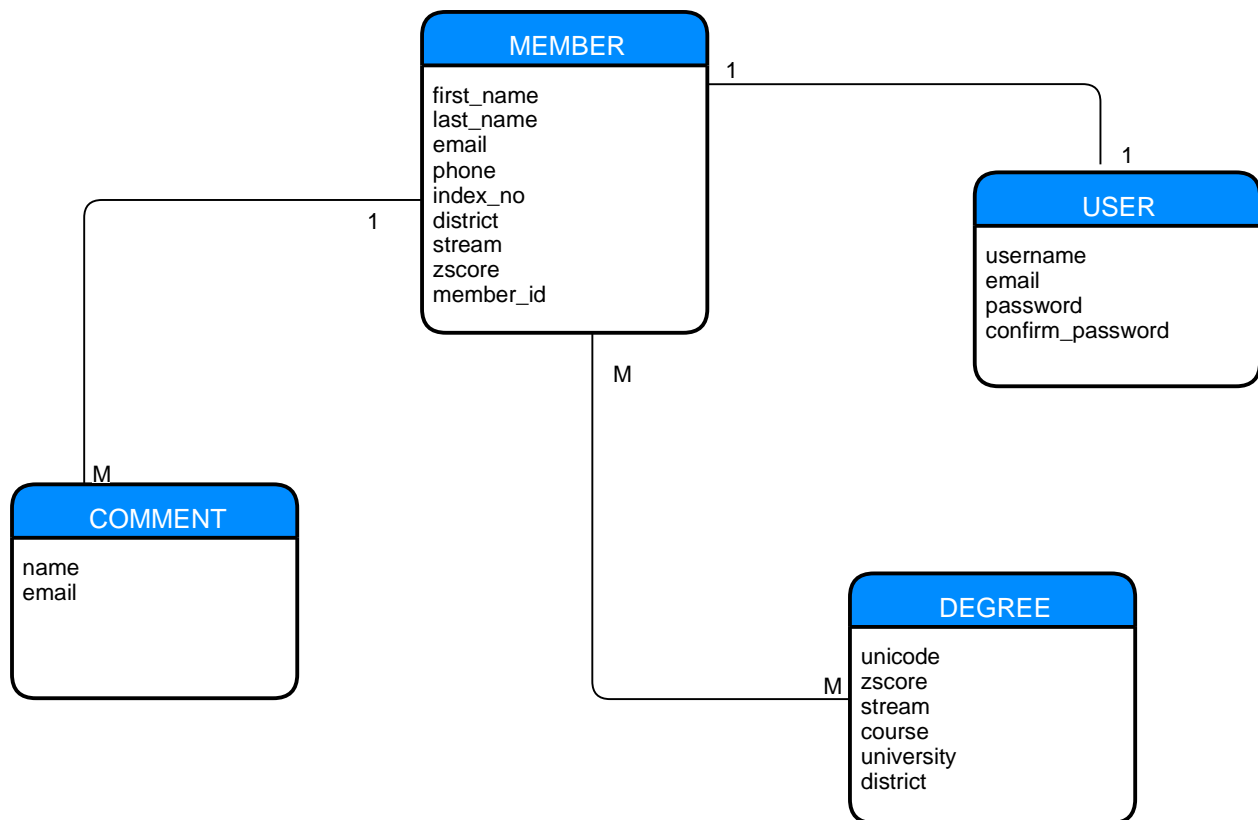 MEMBER
first_name
last_name
email
phone
index_no
district
stream
zscore
member_id
1
1
USER
username
email
password
confirm_password
1
M
M
COMMENT
name
email
M
DEGREE
unicode
zscore
stream
course
university
district